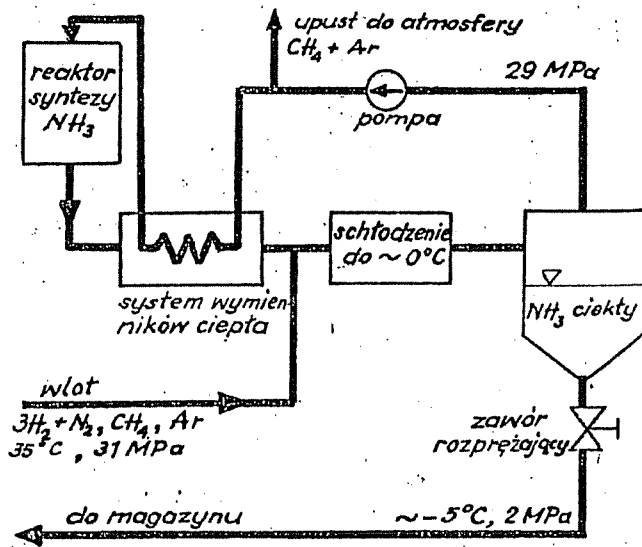 upust do atmosfery
CH₄ + Ar
reaktor
syntezy
NH₃
29 MPa
pompa
schłodzenie
do ~ 0°C
system wymien-
ników ciepła
NH₃ ciekły
wlot
3H₂ + N₂, CH₄, Ar
35°C, 31 MPa
zawór
rozprężający
do magazynu
~ -5°C, 2 MPa